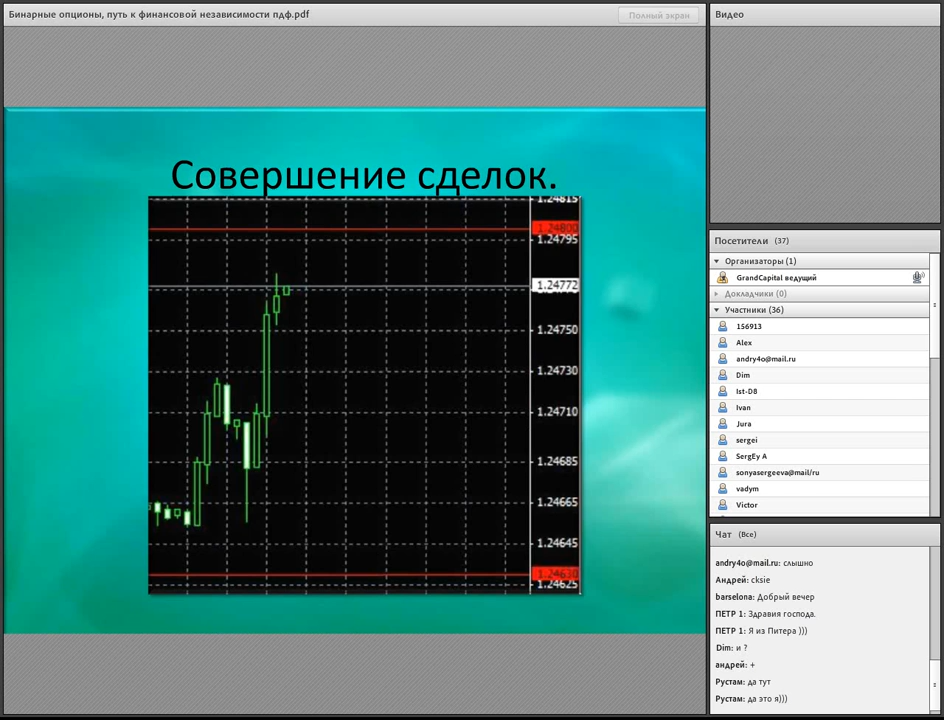 Бинарные опционы, путь к финансовой независимости пдф.pdf
Полный экран
Совершение сделок.
1.24815
1.24800
1.24795
1.24772
1.24750
1.24730
1.24710
1.24685
1.24665
1.24645
1.24630
1.24625
Видео
Посетители (37)
Организаторы (1)
GrandCapital ведущий
Докладчики (0)
Участники (36)
156913
Alex
andry4o@mail.ru
Dim
Ist-D8
Ivan
Jura
sergei
SergEy A
sonyasergeeva@mail/ru
vadym
Victor
Чат (Все)
andry4o@mail.ru: слышно
Андрей: cksie
barselona: Добрый вечер
ПЕТР 1: Здравия господа.
ПЕТР 1: Я из Питера )))
Dim: и ?
андрей: +
Рустам: да тут
Рустам: да это я)))